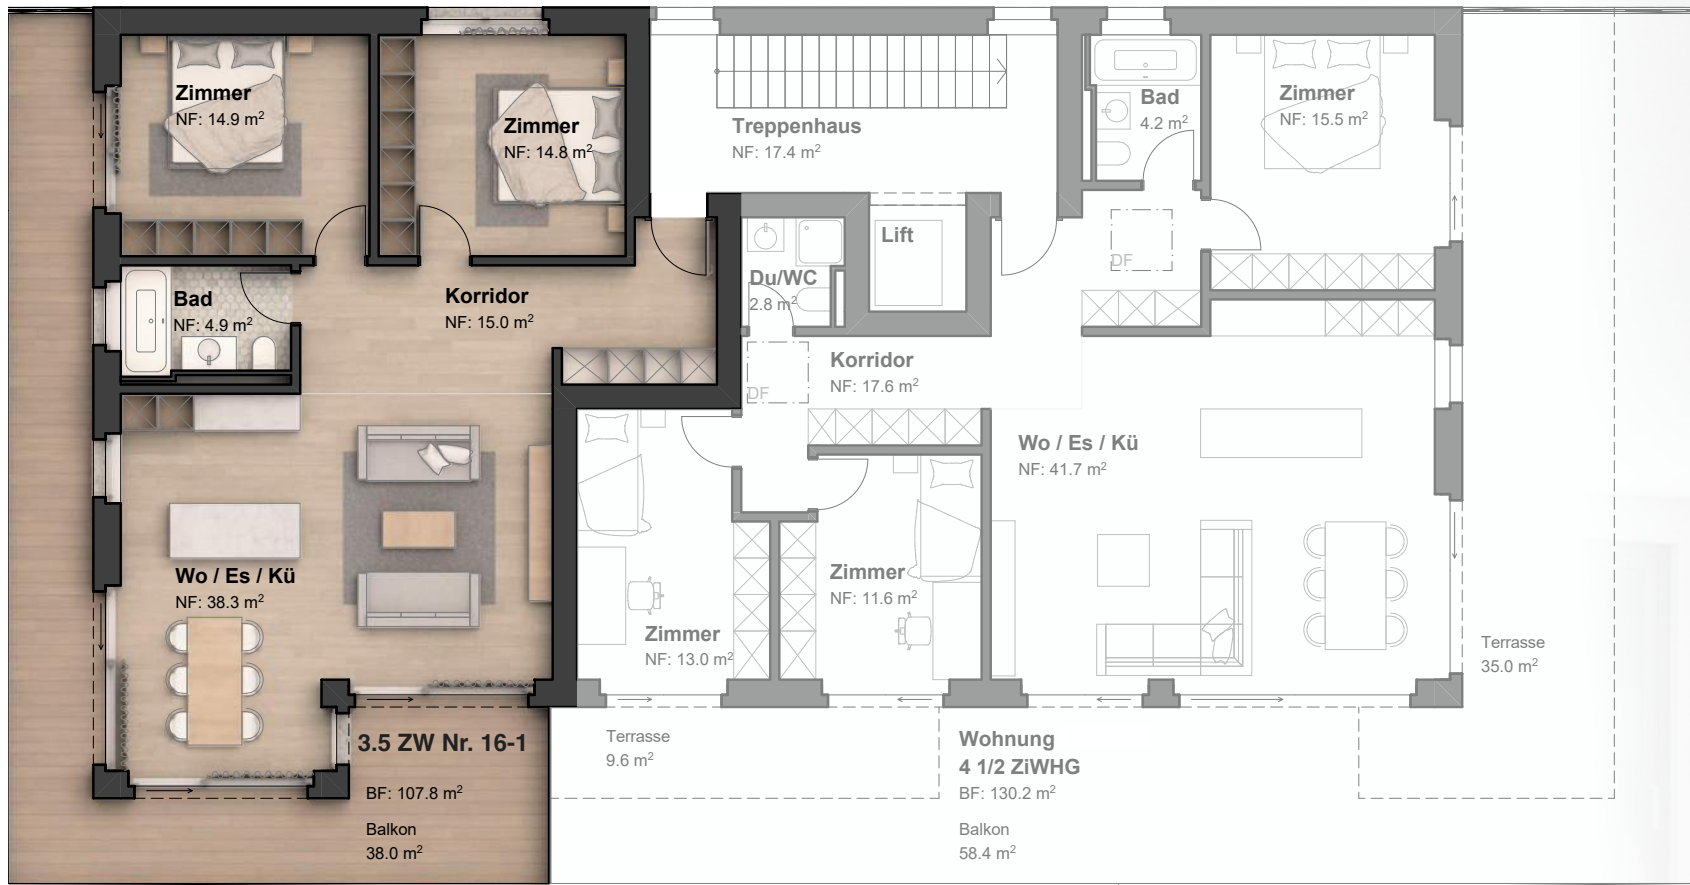 Zimmer
NF: 14.9 m²
Zimmer
NF: 14.8 m²
Treppenhaus
NF: 17.4 m²
Bad
4.2 m²
Zimmer
NF: 15.5 m²
Bad
NF: 4.9 m²
Korridor
NF: 15.0 m²
Du/WC
2.8 m²
Lift
DF
DF
Korridor
NF: 17.6 m²
Wo / Es / Kü
NF: 41.7 m²
Wo / Es / Kü
NF: 38.3 m²
Zimmer
NF: 13.0 m²
Zimmer
NF: 11.6 m²
Terrasse
35.0 m²
3.5 ZW Nr. 16-1
BF: 107.8 m²
Balkon
38.0 m²
Terrasse
9.6 m²
Wohnung
4 1/2 ZiWHG
BF: 130.2 m²
Balkon
58.4 m²